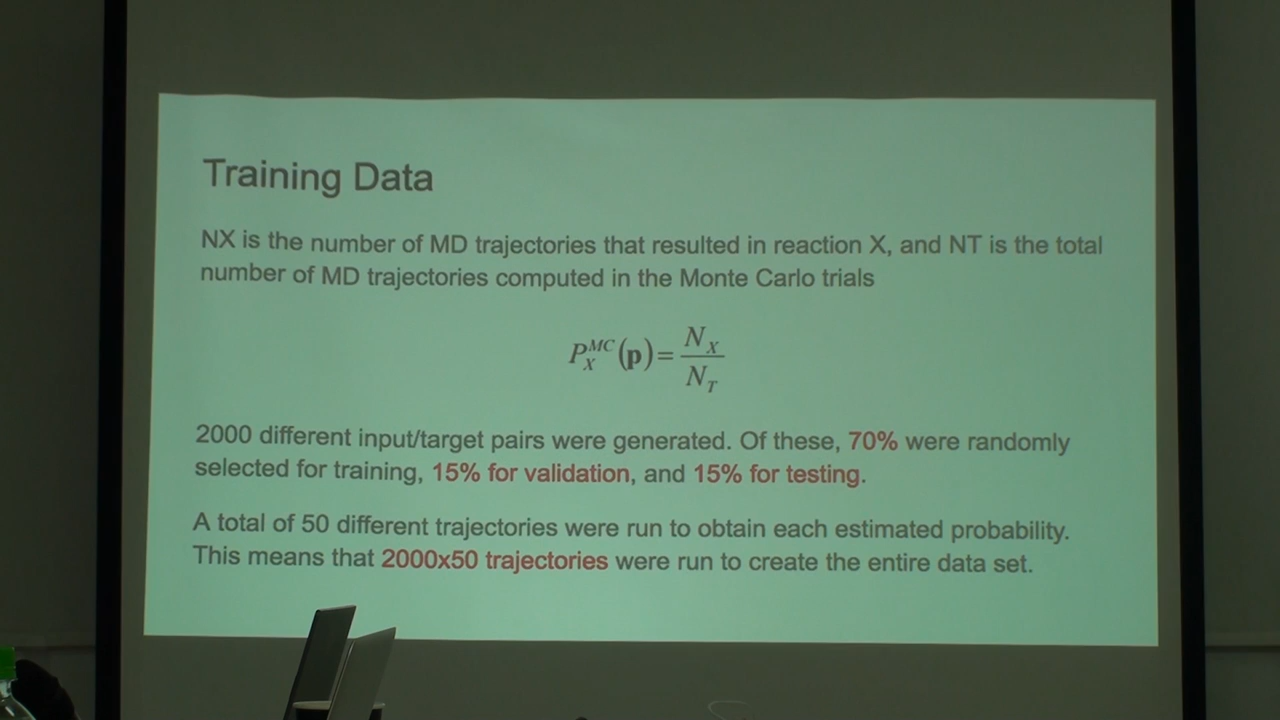 Training Data
NX is the number of MD trajectories that resulted in reaction X, and NT is the total
number of MD trajectories computed in the Monte Carlo trials
P_X^{MC}(p) = N_X / N_T
2000 different input/target pairs were generated. Of these, 70% were randomly
selected for training, 15% for validation, and 15% for testing.
A total of 50 different trajectories were run to obtain each estimated probability.
This means that 2000x50 trajectories were run to create the entire data set.